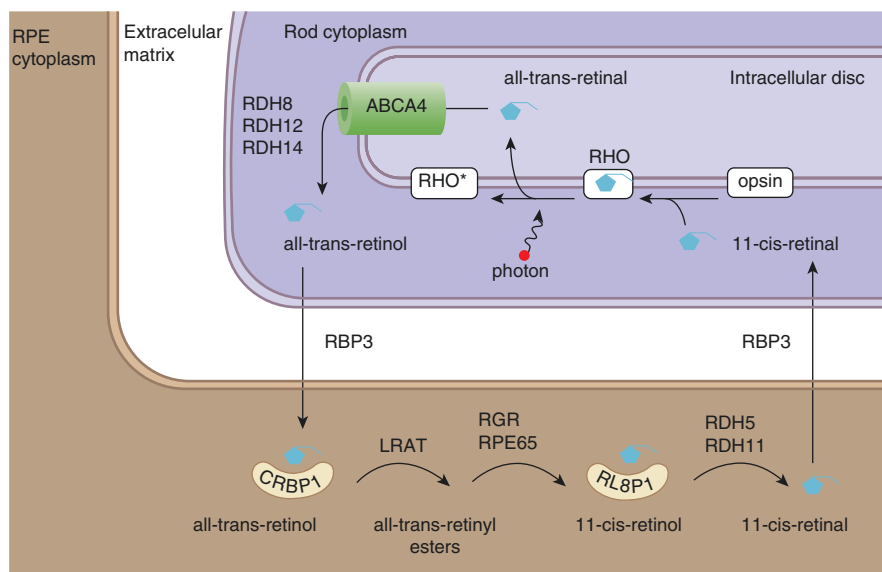 RPE
cytoplasm
Extracelular
matrix
Rod cytoplasm
all-trans-retinal
Intracellular disc
RDH8
RDH12
RDH14
ABCA4
RHO
RHO*
opsin
all-trans-retinol
photon
11-cis-retinal
RBP3
RBP3
CRBP1
LRAT
RGR
RPE65
RL8P1
RDH5
RDH11
all-trans-retinol
all-trans-retinyl
esters
11-cis-retinol
11-cis-retinal